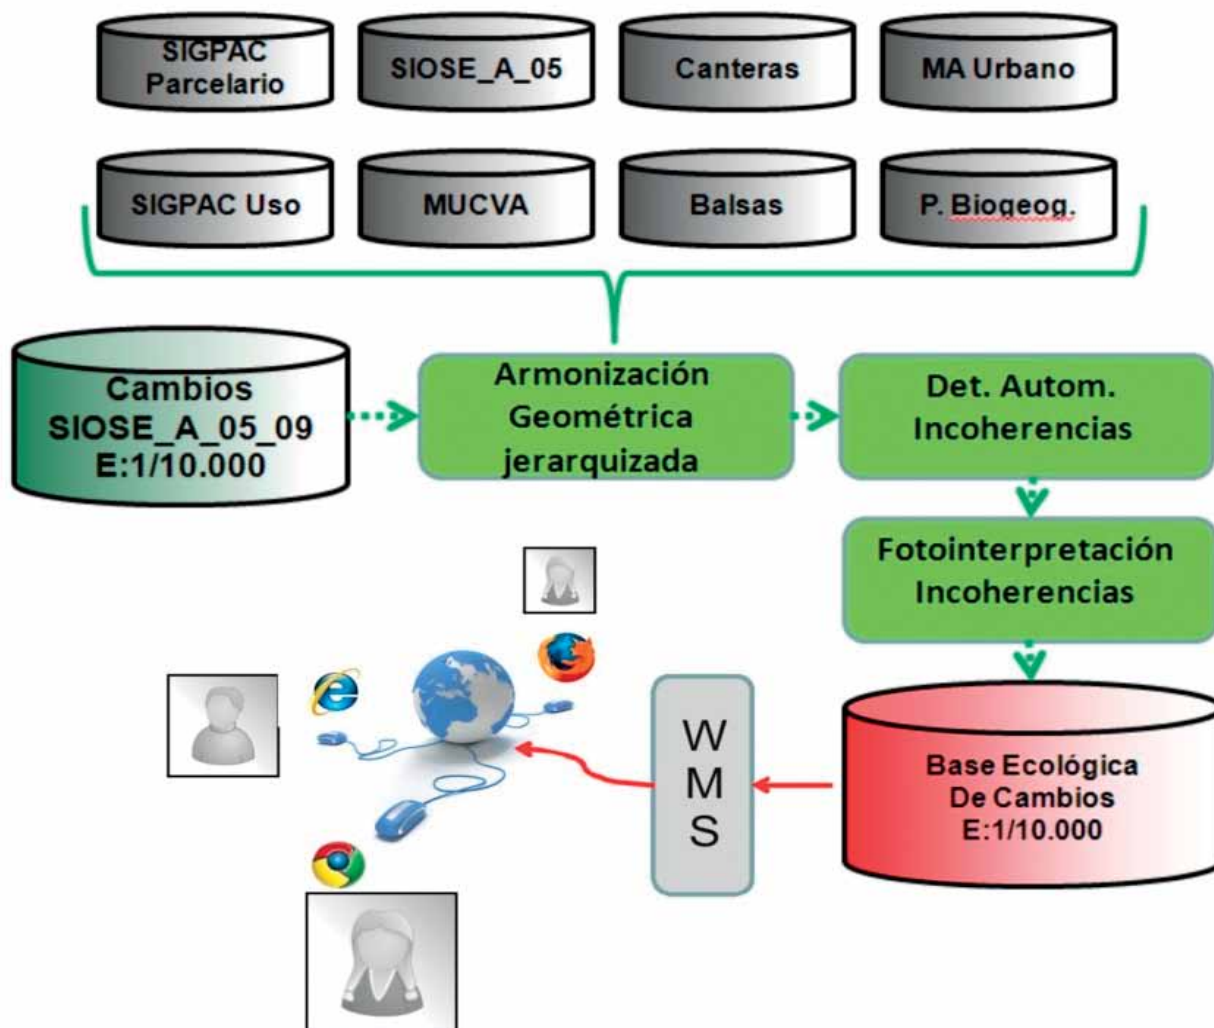 SIGPAC
Parcelario
SIOSE_A_05
Canteras
MA Urbano
SIGPAC Uso
MUCVA
Balsas
P. Biogeog.
Cambios
SIOSE_A_05_09
E:1/10.000
Armonización
Geométrica
jerarquizada
Det. Autom.
Incoherencias
Fotointerpretación
Incoherencias
Base Ecológica
De Cambios
E:1/10.000
W
M
S